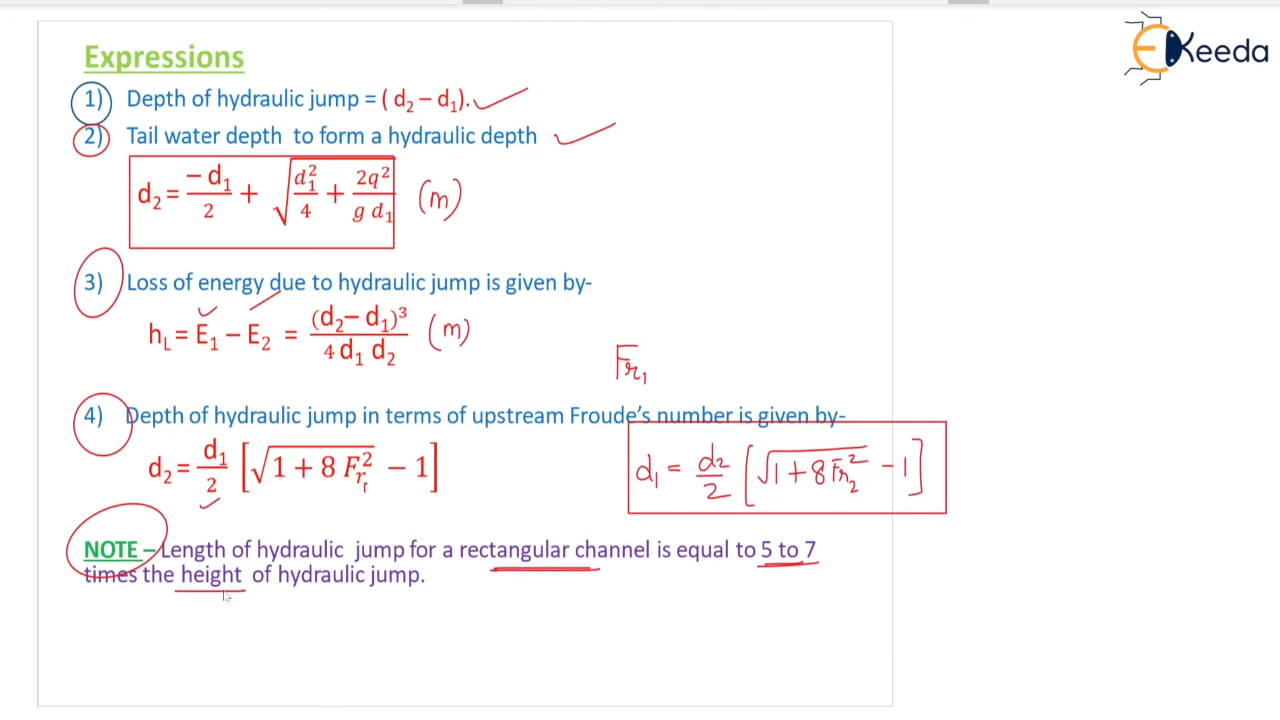 EKeeda
Expressions
1) Depth of hydraulic jump = ( d₂ – d₁).
2) Tail water depth to form a hydraulic depth
d₂ = –d₁/2 + √(d₁²/4 + 2q²/(g d₁)) (m)
3) Loss of energy due to hydraulic jump is given by-
h_L = E₁ – E₂ = (d₂– d₁)³/(4 d₁ d₂) (m)
Fr₁
4) Depth of hydraulic jump in terms of upstream Froude's number is given by-
d₂ = d₁/2 [√(1 + 8 F_r₁²) – 1]
d₁ = d₂/2 [√(1 + 8 Fr₂²) – 1]
NOTE – Length of hydraulic jump for a rectangular channel is equal to 5 to 7
times the height of hydraulic jump.